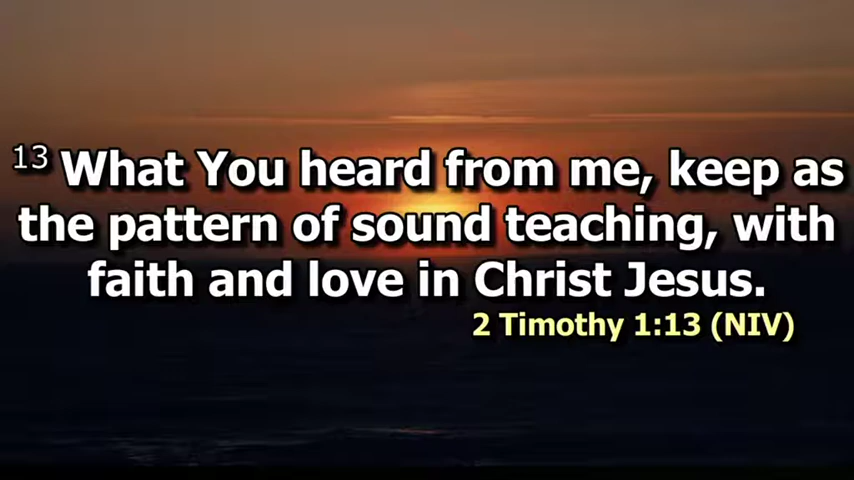 13 What You heard from me, keep as
the pattern of sound teaching, with
faith and love in Christ Jesus.
2 Timothy 1:13 (NIV)